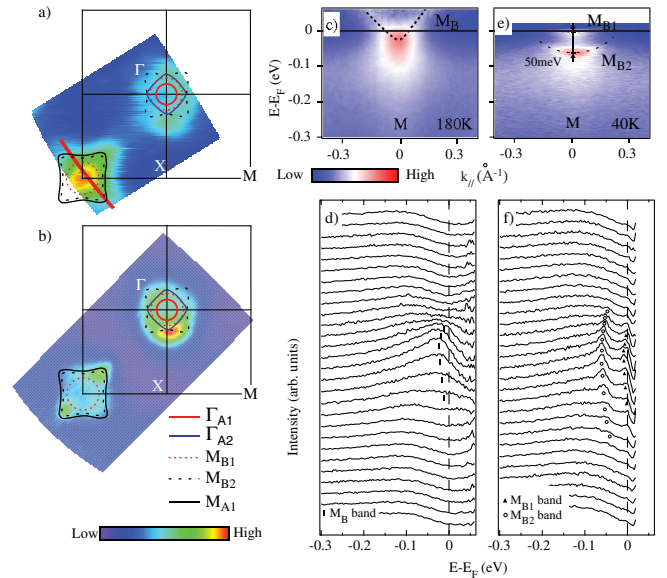 a)
Γ
X
M
b)
Γ
X
M
Γ_A1
Γ_A2
M_B1
M_B2
M_A1
Low High
c) M_B
E-E_F (eV)
0
-0.1
-0.2
-0.3
M 180K
-0.3 0 0.3
e) M_B1
M_B2
50meV
M 40K
-0.3 0 0.3
Low High k_// (Å⁻¹)
d)
f)
Intensity (arb. units)
M_B band
M_B1 band
M_B2 band
-0.3 -0.2 -0.1 0 -0.3 -0.2 -0.1 0
E-E_F (eV)